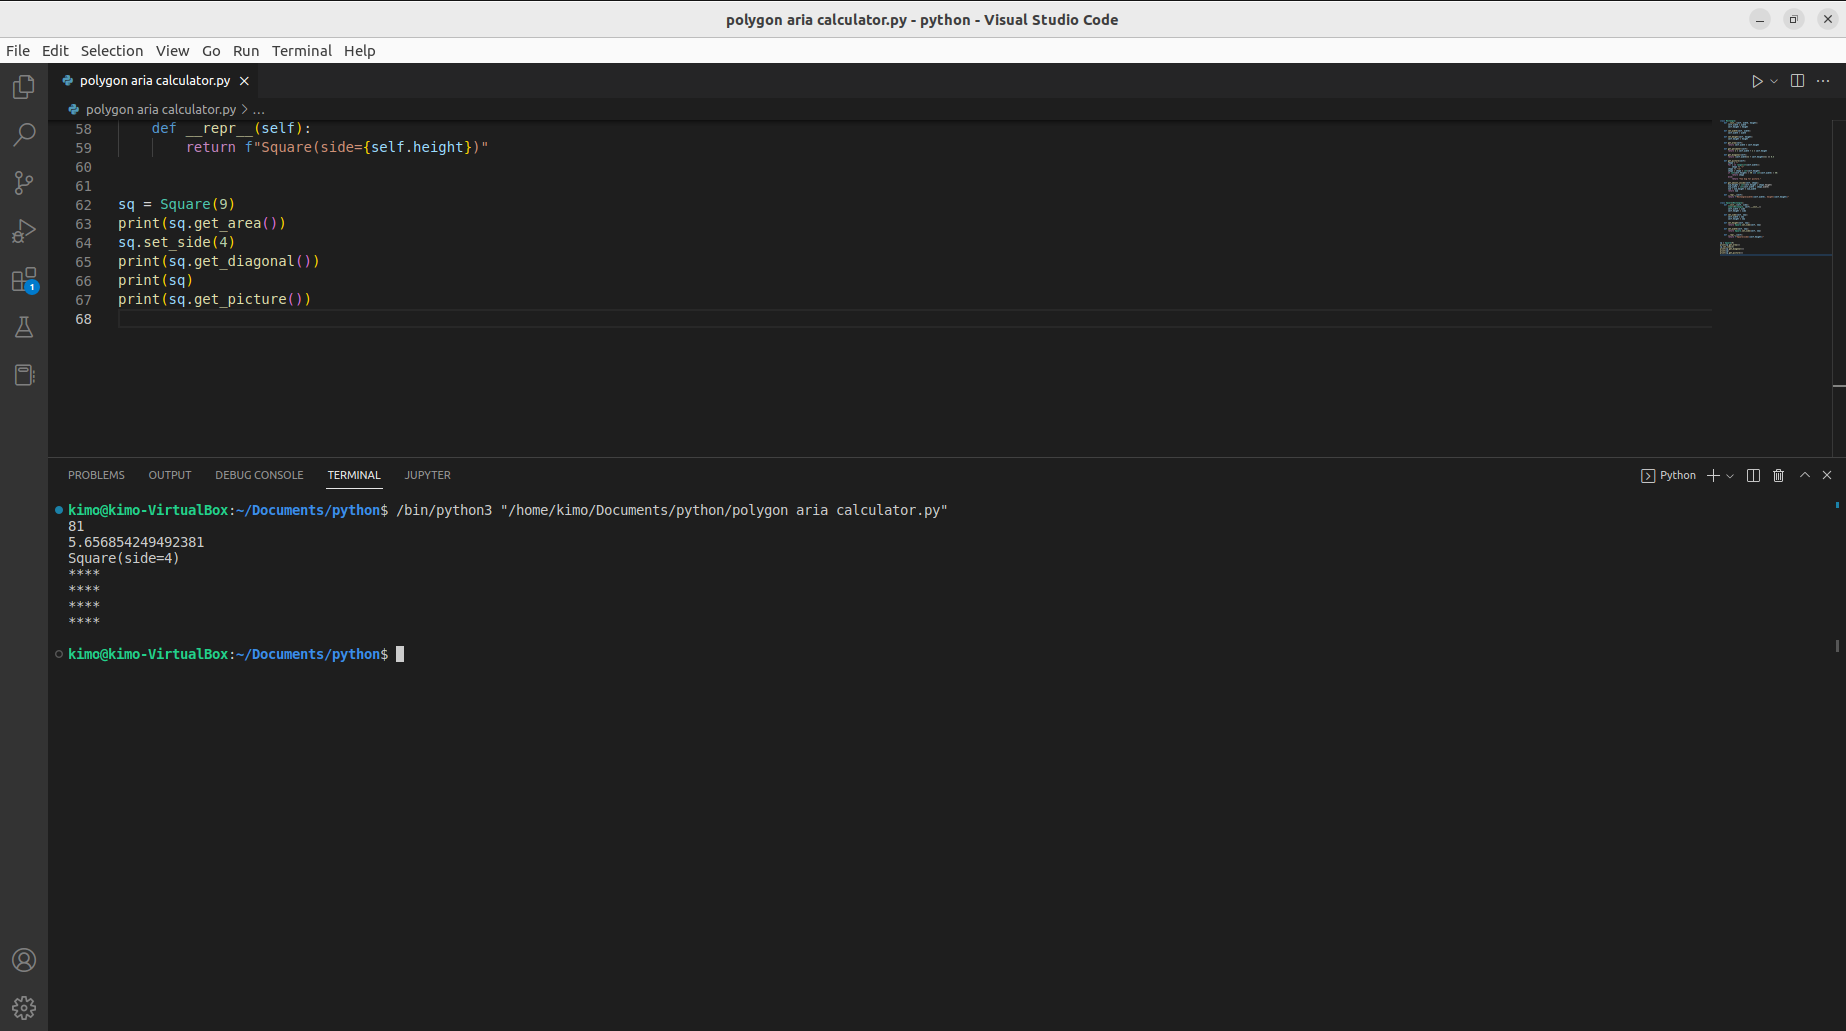 polygon aria calculator.py - python - Visual Studio Code
File Edit Selection View Go Run Terminal Help
polygon aria calculator.py
polygon aria calculator.py > ...
58 def __repr__(self):
59 return f"Square(side={self.height})"
60
61
62 sq = Square(9)
63 print(sq.get_area())
64 sq.set_side(4)
65 print(sq.get_diagonal())
66 print(sq)
67 print(sq.get_picture())
68
1
PROBLEMS OUTPUT DEBUG CONSOLE TERMINAL JUPYTER
Python
kimo@kimo-VirtualBox:~/Documents/python$ /bin/python3 "/home/kimo/Documents/python/polygon aria calculator.py"
81
5.656854249492381
Square(side=4)
****
****
****
****
kimo@kimo-VirtualBox:~/Documents/python$